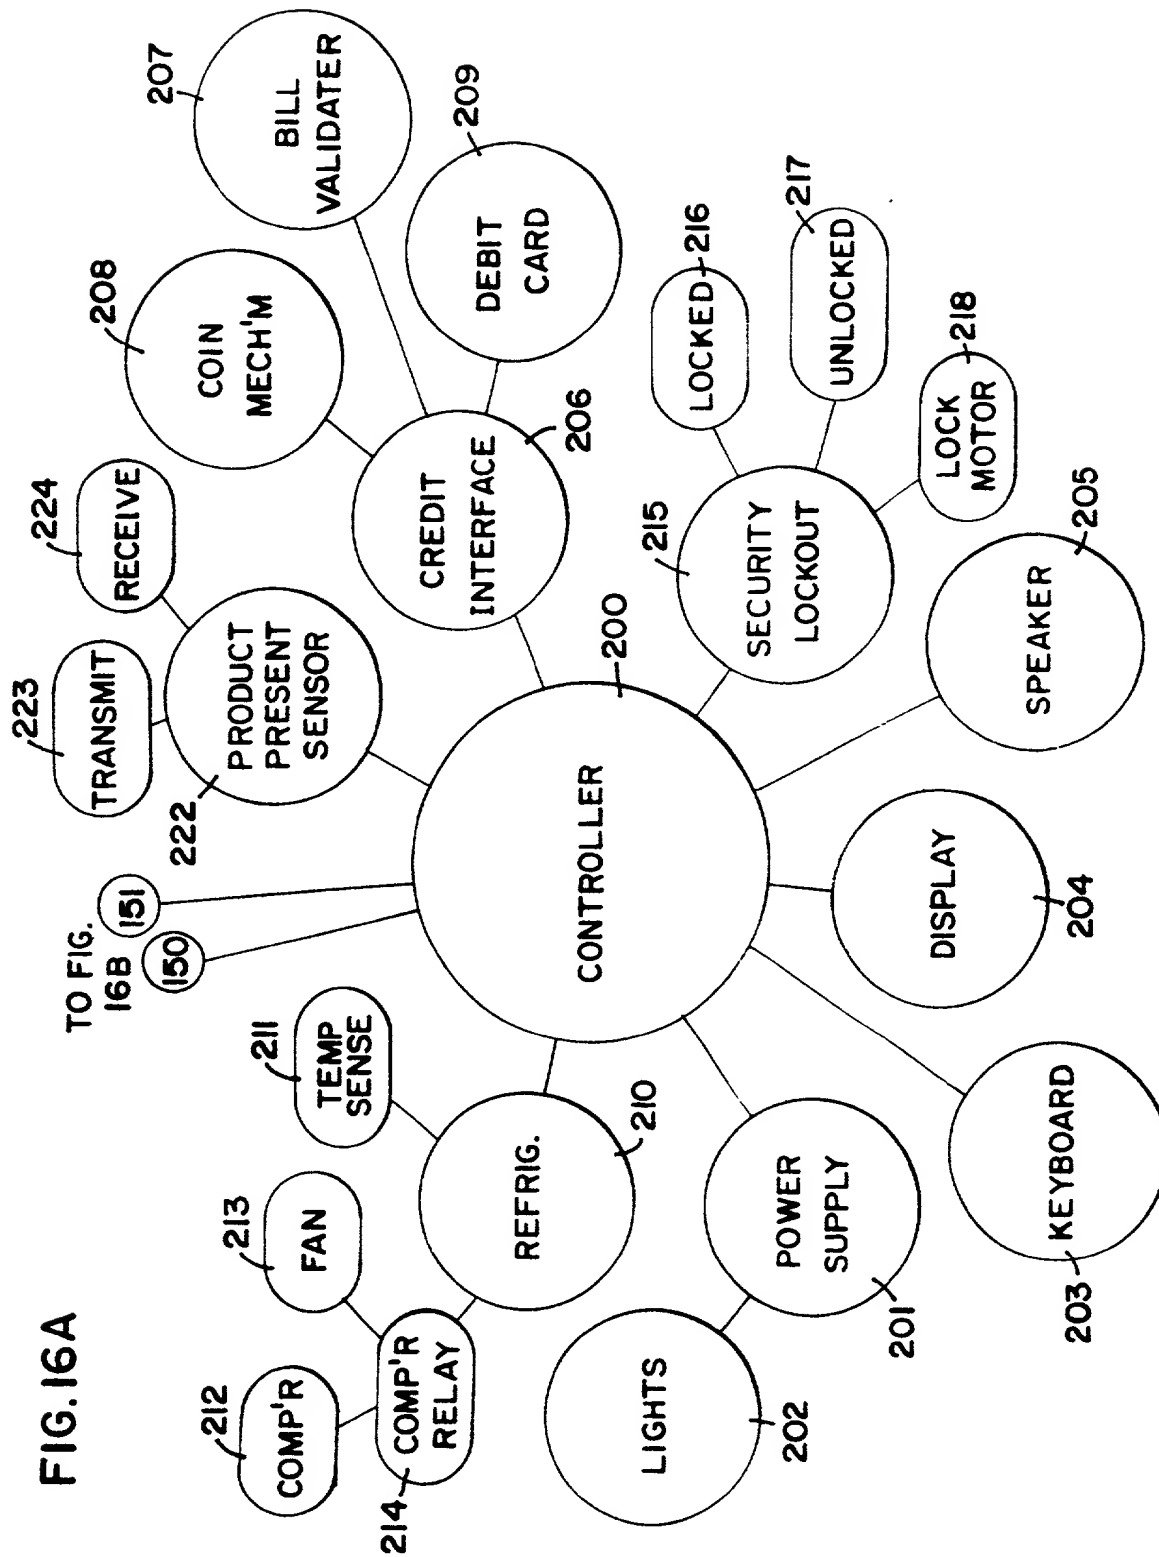 FIG.16A
TO FIG.
16B
150
151
223
TRANSMIT
224
RECEIVE
222
PRODUCT
PRESENT
SENSOR
208
COIN
MECH'M
207
BILL
VALIDATER
209
DEBIT
CARD
CREDIT
INTERFACE
206
212
COMP'R
213
FAN
214
COMP'R
RELAY
211
TEMP
SENSE
REFRIG.
210
CONTROLLER
200
215
SECURITY
LOCKOUT
LOCKED
216
UNLOCKED
217
LOCK
MOTOR
218
LIGHTS
202
POWER
SUPPLY
201
KEYBOARD
203
DISPLAY
204
SPEAKER
205